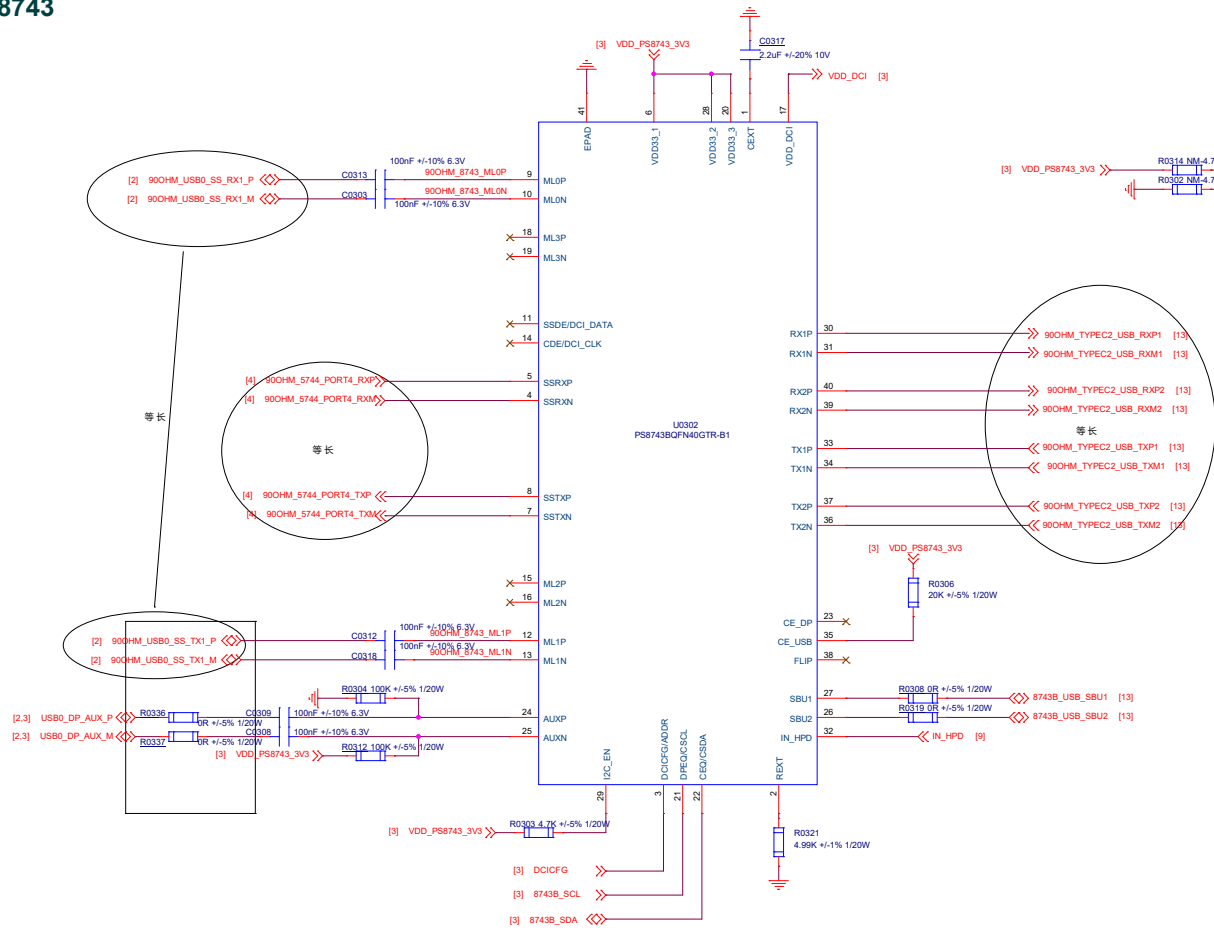 8743
[3] VDD_PS8743_3V3
C0317
2.2uF +/-20% 10V
VDD_DCI [3]
41
6
28
20
1
17
EPAD
VDD33_1
VDD33_2
VDD33_3
CEXT
VDD_DCI
[3] VDD_PS8743_3V3
R0314 NM-4.7
R0302 NM-4.7
[2] 90OHM_USB0_SS_RX1_P
C0313
100nF +/-10% 6.3V
90OHM_8743_ML0P
9
ML0P
[2] 90OHM_USB0_SS_RX1_M
C0303
100nF +/-10% 6.3V
90OHM_8743_ML0N
10
ML0N
18
ML3P
19
ML3N
11
SSDE/DCI_DATA
14
CDE/DCI_CLK
[4] 90OHM_5744_PORT4_RXP
5
SSRXP
[4] 90OHM_5744_PORT4_RXM
4
SSRXN
等长
等长
[4] 90OHM_5744_PORT4_TXP
8
SSTXP
[4] 90OHM_5744_PORT4_TXM
7
SSTXN
U0302
PS8743BQFN40GTR-B1
RX1P
30
90OHM_TYPEC2_USB_RXP1 [13]
RX1N
31
90OHM_TYPEC2_USB_RXM1 [13]
RX2P
40
90OHM_TYPEC2_USB_RXP2 [13]
RX2N
39
90OHM_TYPEC2_USB_RXM2 [13]
等长
TX1P
33
90OHM_TYPEC2_USB_TXP1 [13]
TX1N
34
90OHM_TYPEC2_USB_TXM1 [13]
TX2P
37
90OHM_TYPEC2_USB_TXP2 [13]
TX2N
36
90OHM_TYPEC2_USB_TXM2 [13]
[3] VDD_PS8743_3V3
R0306
20K +/-5% 1/20W
15
ML2P
16
ML2N
[2] 90OHM_USB0_SS_TX1_P
C0312
100nF +/-10% 6.3V
90OHM_8743_ML1P
12
ML1P
[2] 90OHM_USB0_SS_TX1_M
C0318
100nF +/-10% 6.3V
90OHM_8743_ML1N
13
ML1N
CE_DP
23
CE_USB
35
FLIP
38
R0304 100K +/-5% 1/20W
[2,3] USB0_DP_AUX_P
R0336
0R +/-5% 1/20W
C0309
100nF +/-10% 6.3V
24
AUXP
[2,3] USB0_DP_AUX_M
R0337
0R +/-5% 1/20W
C0308
100nF +/-10% 6.3V
25
AUXN
[3] VDD_PS8743_3V3
R0312 100K +/-5% 1/20W
SBU1
27
R0308 0R +/-5% 1/20W
8743B_USB_SBU1 [13]
SBU2
26
R0319 0R +/-5% 1/20W
8743B_USB_SBU2 [13]
IN_HPD
32
IN_HPD [9]
I2C_EN
DCICFG/ADDR
DPEQ/CSCL
CEQ/CSDA
REXT
29
3
21
22
2
[3] VDD_PS8743_3V3
R0303 4.7K +/-5% 1/20W
R0321
4.99K +/-1% 1/20W
[3] DCICFG
[3] 8743B_SCL
[3] 8743B_SDA